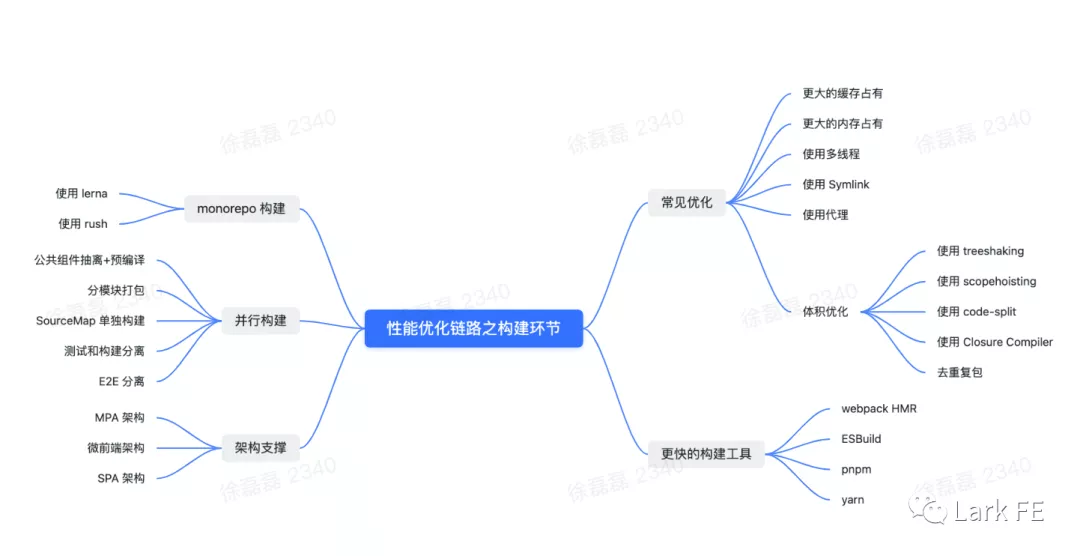 性能优化链路之构建环节
monorepo 构建
使用 lerna
使用 rush
并行构建
公共组件抽离+预编译
分模块打包
SourceMap 单独构建
测试和构建分离
E2E 分离
架构支撑
MPA 架构
微前端架构
SPA 架构
常见优化
更大的缓存占有
更大的内存占有
使用多线程
使用 Symlink
使用代理
体积优化
使用 treeshaking
使用 scopehoisting
使用 code-split
使用 Closure Compiler
去重复包
更快的构建工具
webpack HMR
ESBuild
pnpm
yarn
徐磊磊 2340
徐磊磊 2340
徐磊磊 2340
徐磊磊 2340
徐磊磊 2340
徐磊磊 2340
徐磊磊 2340
徐磊磊 2340
徐磊磊 2340
Lark FE